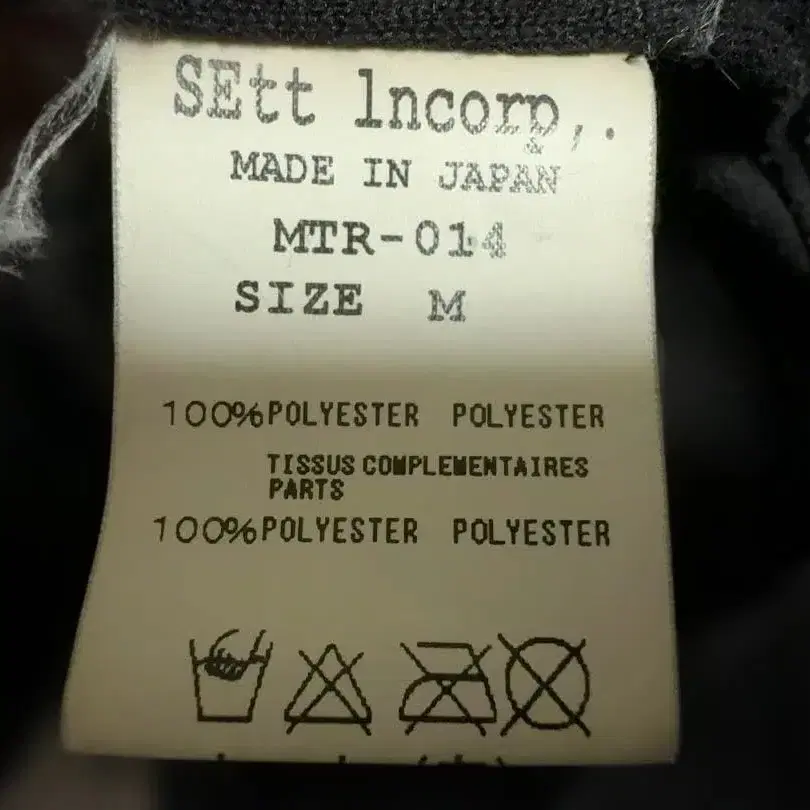 SEtt lncorp,.
MADE IN JAPAN
MTR-014
SIZE M
100%POLYESTER POLYESTER
TISSUS COMPLEMENTAIRES
PARTS
100%POLYESTER POLYESTER